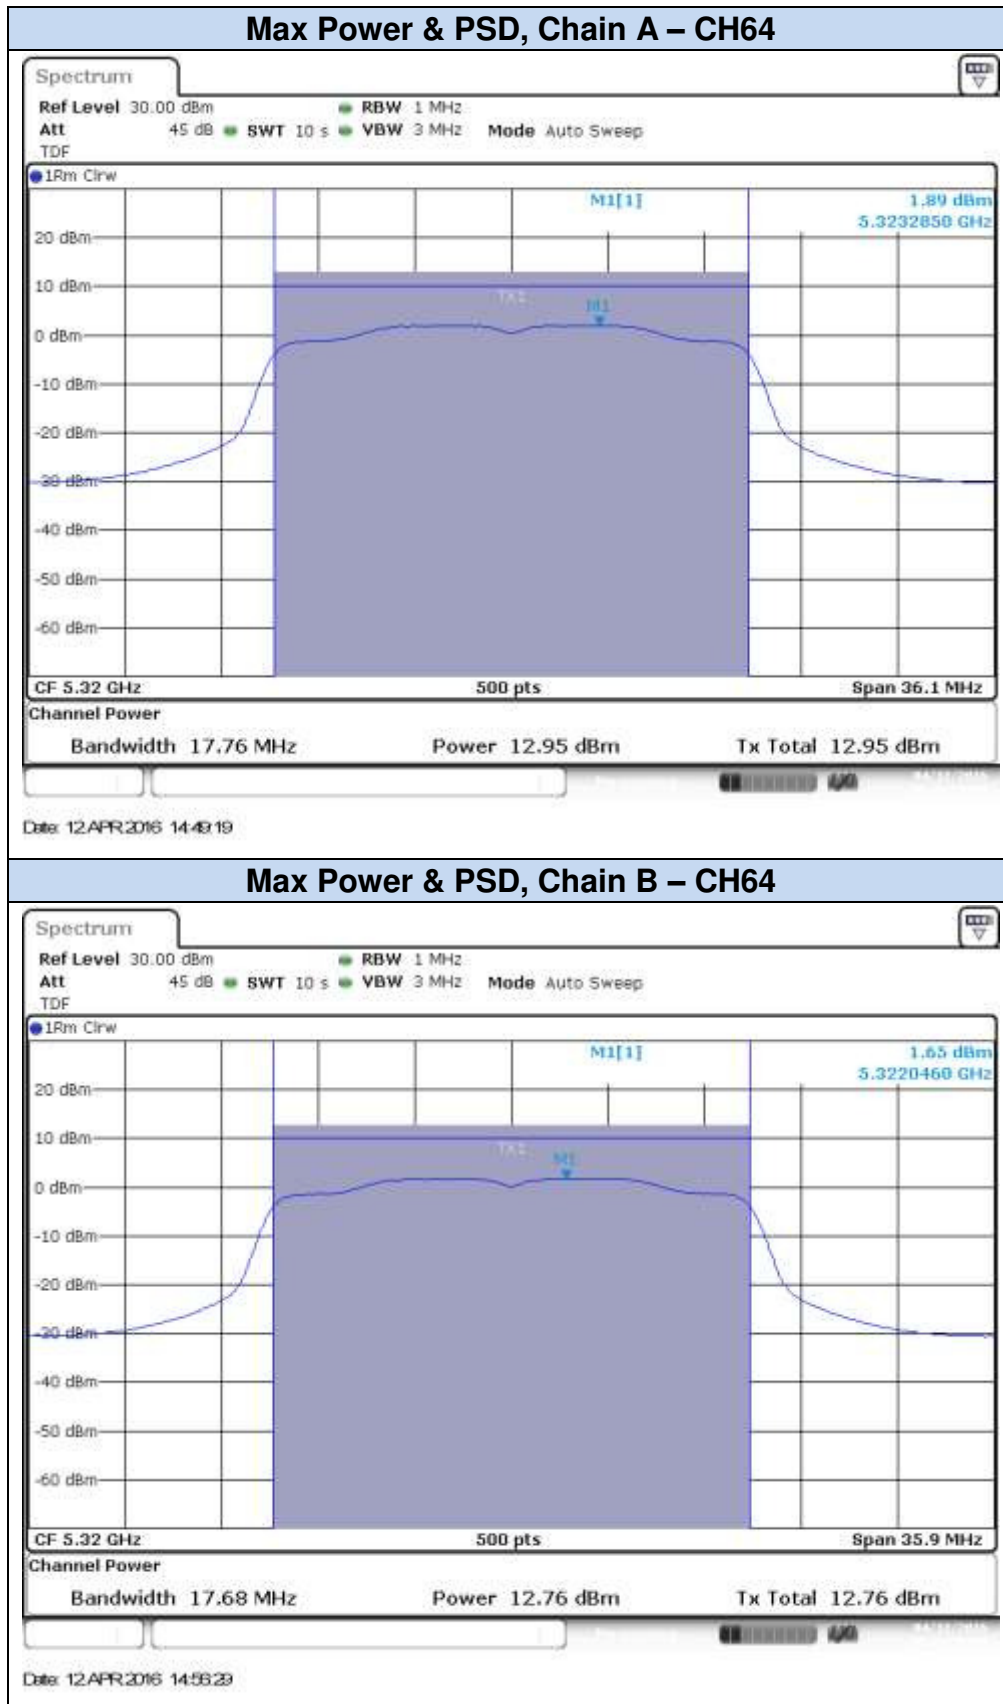 Max Power & PSD, Chain A – CH64
Spectrum
Ref Level 30.00 dBm RBW 1 MHz
Att 45 dB SWT 10 s VBW 3 MHz Mode Auto Sweep
TDF
1Rm Clrw
M1[1] 1.89 dBm
5.3232850 GHz
20 dBm
10 dBm
TX1
M1
0 dBm
-10 dBm
-20 dBm
-30 dBm
-40 dBm
-50 dBm
-60 dBm
CF 5.32 GHz 500 pts Span 36.1 MHz
Channel Power
Bandwidth 17.76 MHz Power 12.95 dBm Tx Total 12.95 dBm
Date: 12.APR.2016 14:49:19
Max Power & PSD, Chain B – CH64
Spectrum
Ref Level 30.00 dBm RBW 1 MHz
Att 45 dB SWT 10 s VBW 3 MHz Mode Auto Sweep
TDF
1Rm Clrw
M1[1] 1.65 dBm
5.3220460 GHz
20 dBm
10 dBm
TX1
M1
0 dBm
-10 dBm
-20 dBm
-30 dBm
-40 dBm
-50 dBm
-60 dBm
CF 5.32 GHz 500 pts Span 35.9 MHz
Channel Power
Bandwidth 17.68 MHz Power 12.76 dBm Tx Total 12.76 dBm
Date: 12.APR.2016 14:56:29